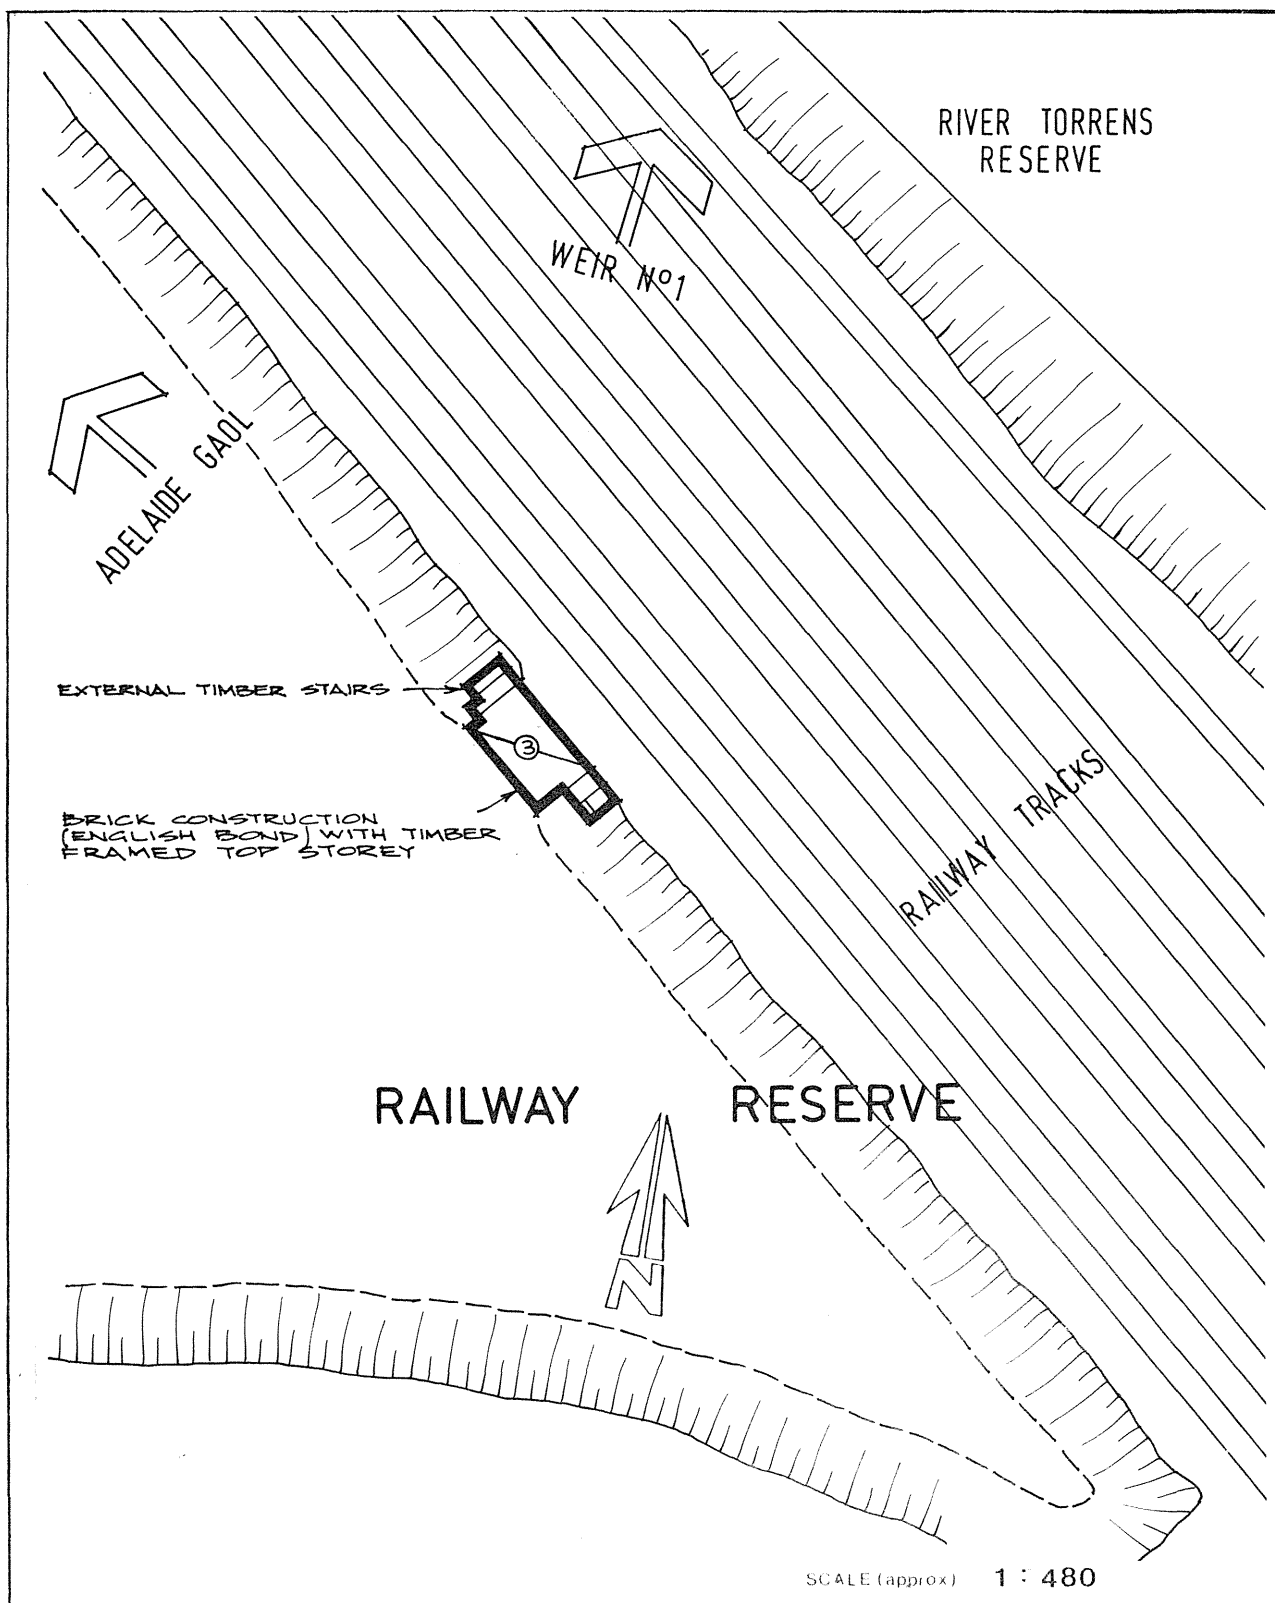 RIVER TORRENS
RESERVE
WEIR Nº1
ADELAIDE GAOL
EXTERNAL TIMBER STAIRS
3
BRICK CONSTRUCTION
(ENGLISH BOND) WITH TIMBER
FRAMED TOP STOREY
RAILWAY TRACKS
RAILWAY RESERVE
N
SCALE (approx) 1 : 480